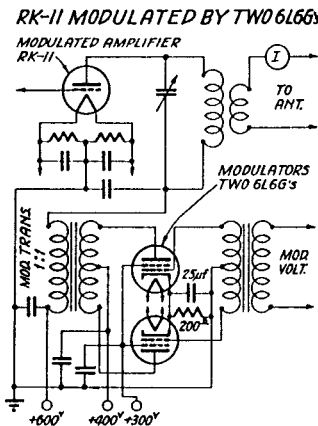 RK-11 MODULATED BY TWO 6L6G's
MODULATED AMPLIFIER
RK-11
I
TO
ANT.
MODULATORS
TWO 6L6G's
MOD. TRANS.
1:1
25µf
200~
MOD.
VOLT.
+600V
+400V
+300V